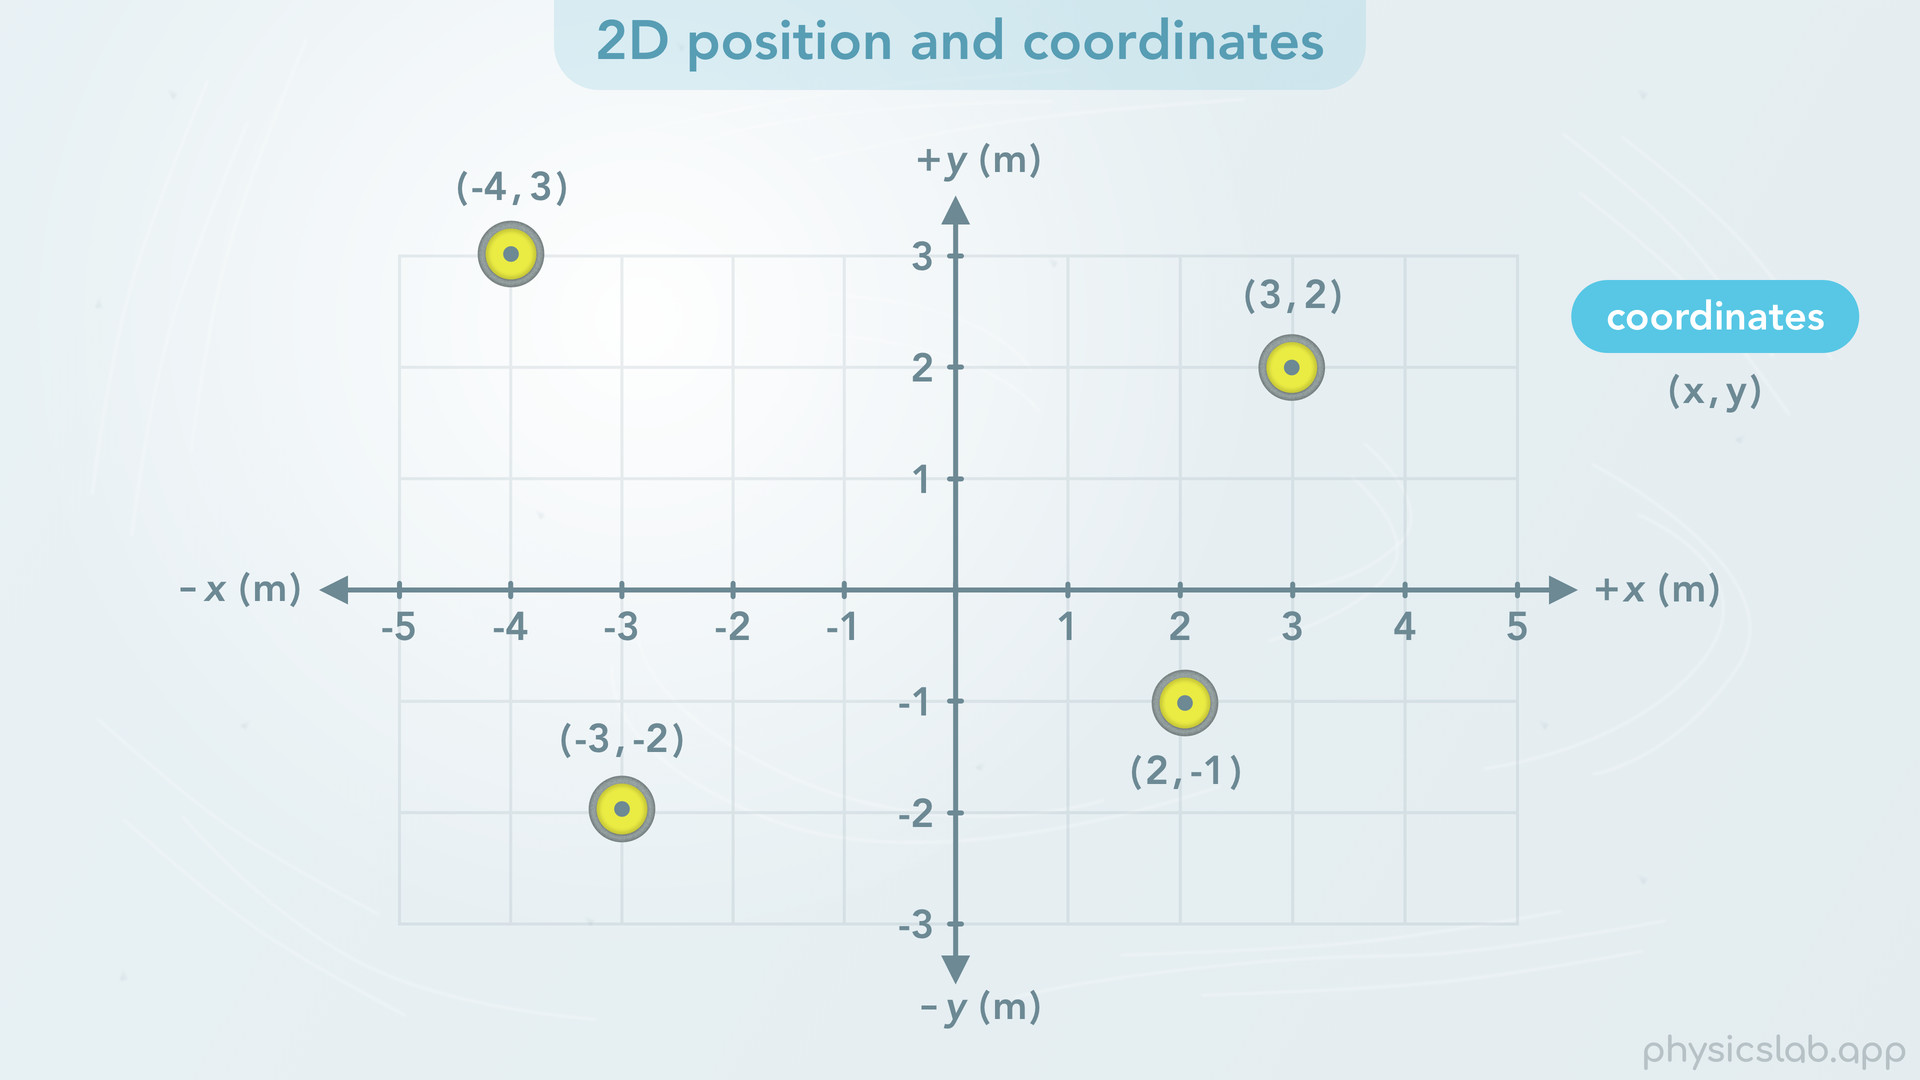 2D position and coordinates
+y (m)
(-4, 3)
3
(3, 2)
coordinates
2
(x, y)
1
-x (m)
+x (m)
-5 -4 -3 -2 -1 1 2 3 4 5
-1
(-3, -2)
(2, -1)
-2
-3
-y (m)
physicslab.app